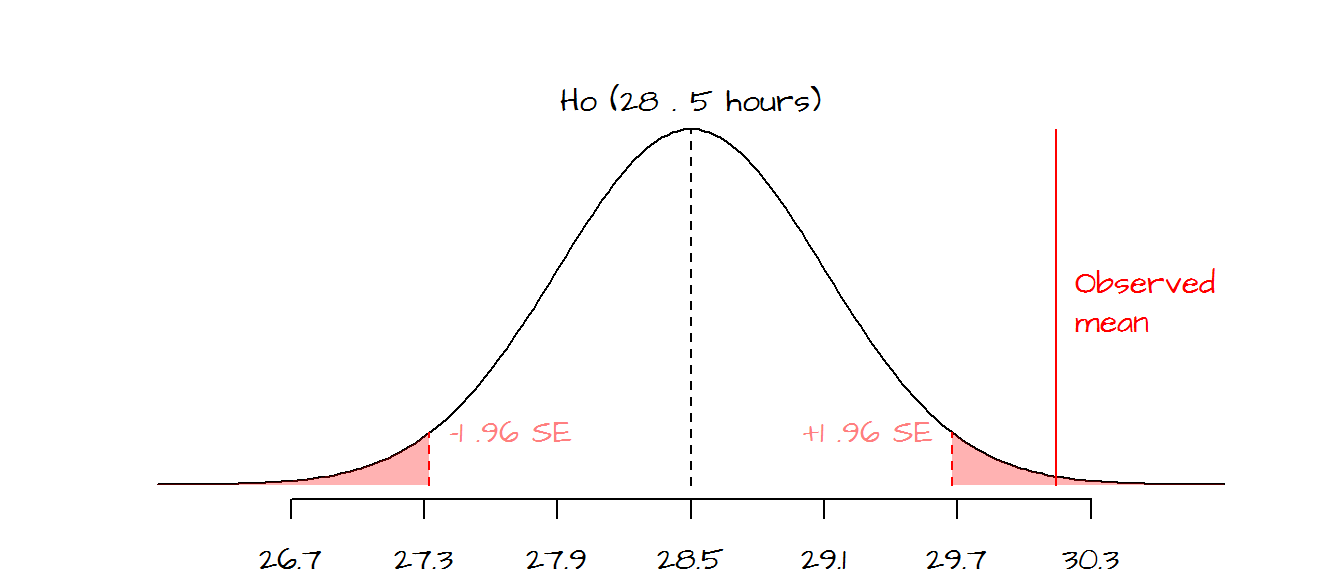 Ho (28 . 5 hours)
Observed
mean
-1 .96 SE
+1 .96 SE
26.7
27.3
27.9
28.5
29.1
29.7
30.3